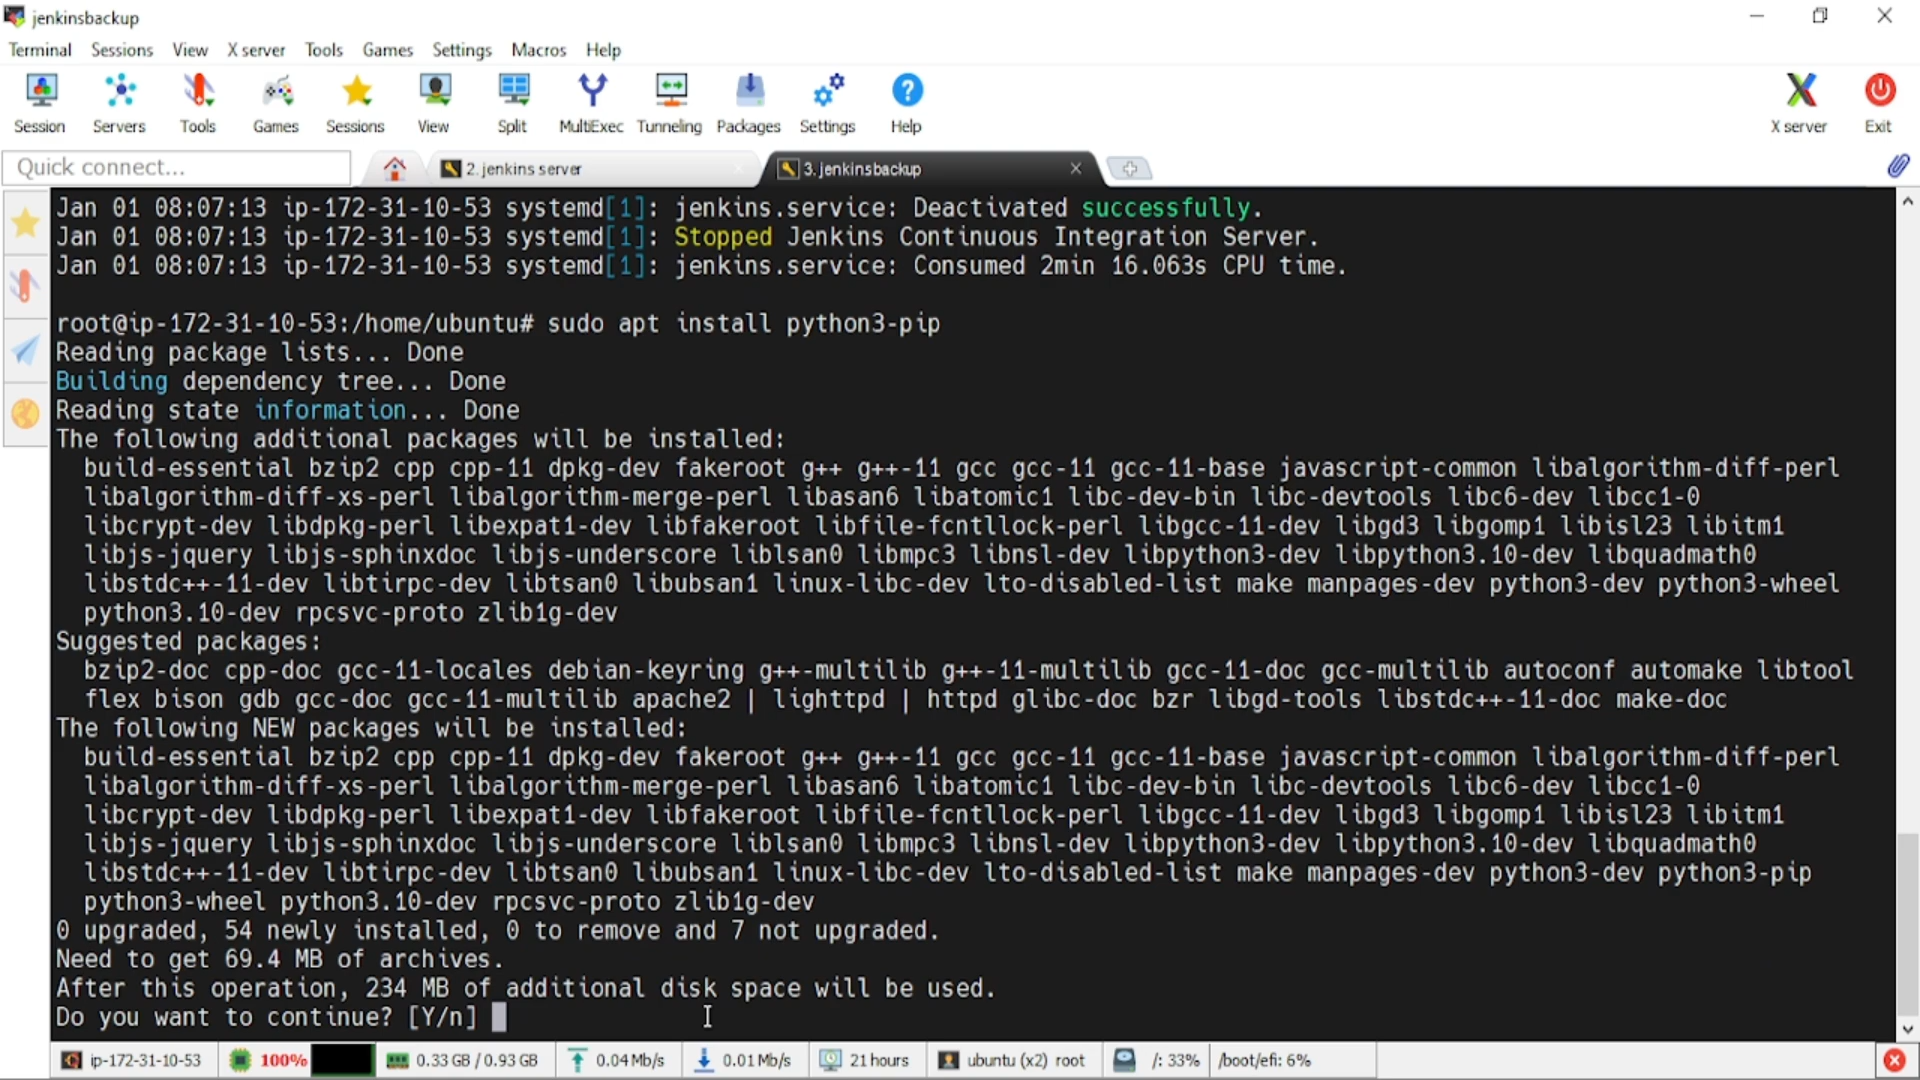 jenkinsbackup
Terminal Sessions View X server Tools Games Settings Macros Help
Session Servers Tools Games Sessions View Split MultiExec Tunneling Packages Settings Help X server Exit
Quick connect... 2. jenkins server 3. jenkinsbackup
Jan 01 08:07:13 ip-172-31-10-53 systemd[1]: jenkins.service: Deactivated successfully.
Jan 01 08:07:13 ip-172-31-10-53 systemd[1]: Stopped Jenkins Continuous Integration Server.
Jan 01 08:07:13 ip-172-31-10-53 systemd[1]: jenkins.service: Consumed 2min 16.063s CPU time.
root@ip-172-31-10-53:/home/ubuntu# sudo apt install python3-pip
Reading package lists... Done
Building dependency tree... Done
Reading state information... Done
The following additional packages will be installed:
build-essential bzip2 cpp cpp-11 dpkg-dev fakeroot g++ g++-11 gcc gcc-11 gcc-11-base javascript-common libalgorithm-diff-perl
libalgorithm-diff-xs-perl libalgorithm-merge-perl libasan6 libatomic1 libc-dev-bin libc-devtools libc6-dev libcc1-0
libcrypt-dev libdpkg-perl libexpat1-dev libfakeroot libfile-fcntllock-perl libgcc-11-dev libgd3 libgomp1 libisl23 libitm1
libjs-jquery libjs-sphinxdoc libjs-underscore liblsan0 libmpc3 libnsl-dev libpython3-dev libpython3.10-dev libquadmath0
libstdc++-11-dev libtirpc-dev libtsan0 libubsan1 linux-libc-dev lto-disabled-list make manpages-dev python3-dev python3-wheel
python3.10-dev rpcsvc-proto zlib1g-dev
Suggested packages:
bzip2-doc cpp-doc gcc-11-locales debian-keyring g++-multilib g++-11-multilib gcc-11-doc gcc-multilib autoconf automake libtool
flex bison gdb gcc-doc gcc-11-multilib apache2 | lighttpd | httpd glibc-doc bzr libgd-tools libstdc++-11-doc make-doc
The following NEW packages will be installed:
build-essential bzip2 cpp cpp-11 dpkg-dev fakeroot g++ g++-11 gcc gcc-11 gcc-11-base javascript-common libalgorithm-diff-perl
libalgorithm-diff-xs-perl libalgorithm-merge-perl libasan6 libatomic1 libc-dev-bin libc-devtools libc6-dev libcc1-0
libcrypt-dev libdpkg-perl libexpat1-dev libfakeroot libfile-fcntllock-perl libgcc-11-dev libgd3 libgomp1 libisl23 libitm1
libjs-jquery libjs-sphinxdoc libjs-underscore liblsan0 libmpc3 libnsl-dev libpython3-dev libpython3.10-dev libquadmath0
libstdc++-11-dev libtirpc-dev libtsan0 libubsan1 linux-libc-dev lto-disabled-list make manpages-dev python3-dev python3-pip
python3-wheel python3.10-dev rpcsvc-proto zlib1g-dev
0 upgraded, 54 newly installed, 0 to remove and 7 not upgraded.
Need to get 69.4 MB of archives.
After this operation, 234 MB of additional disk space will be used.
Do you want to continue? [Y/n]
ip-172-31-10-53 100% 0.33 GB / 0.93 GB 0.04 Mb/s 0.01 Mb/s 21 hours ubuntu (x2) root /: 33% /boot/efi: 6%